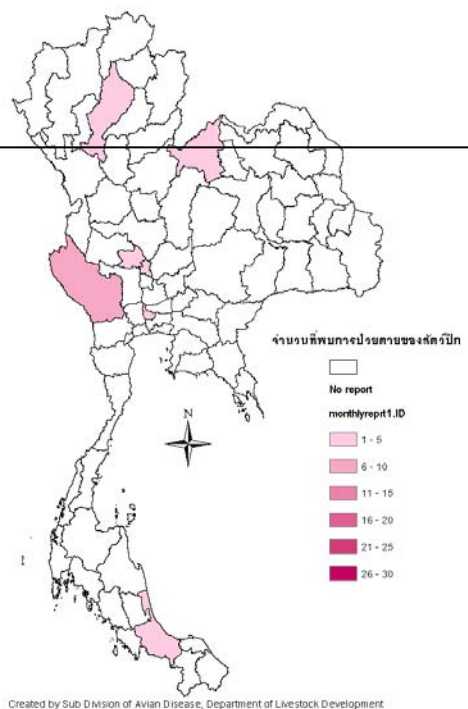 จำนวนที่พบการป่วยตายของสัตว์ปีก
No report
monthlyreprt1.ID
N
1 - 5
6 - 10
11 - 15
16 - 20
21 - 25
26 - 30
Created by Sub Division of Avian Disease, Department of Livestock Development